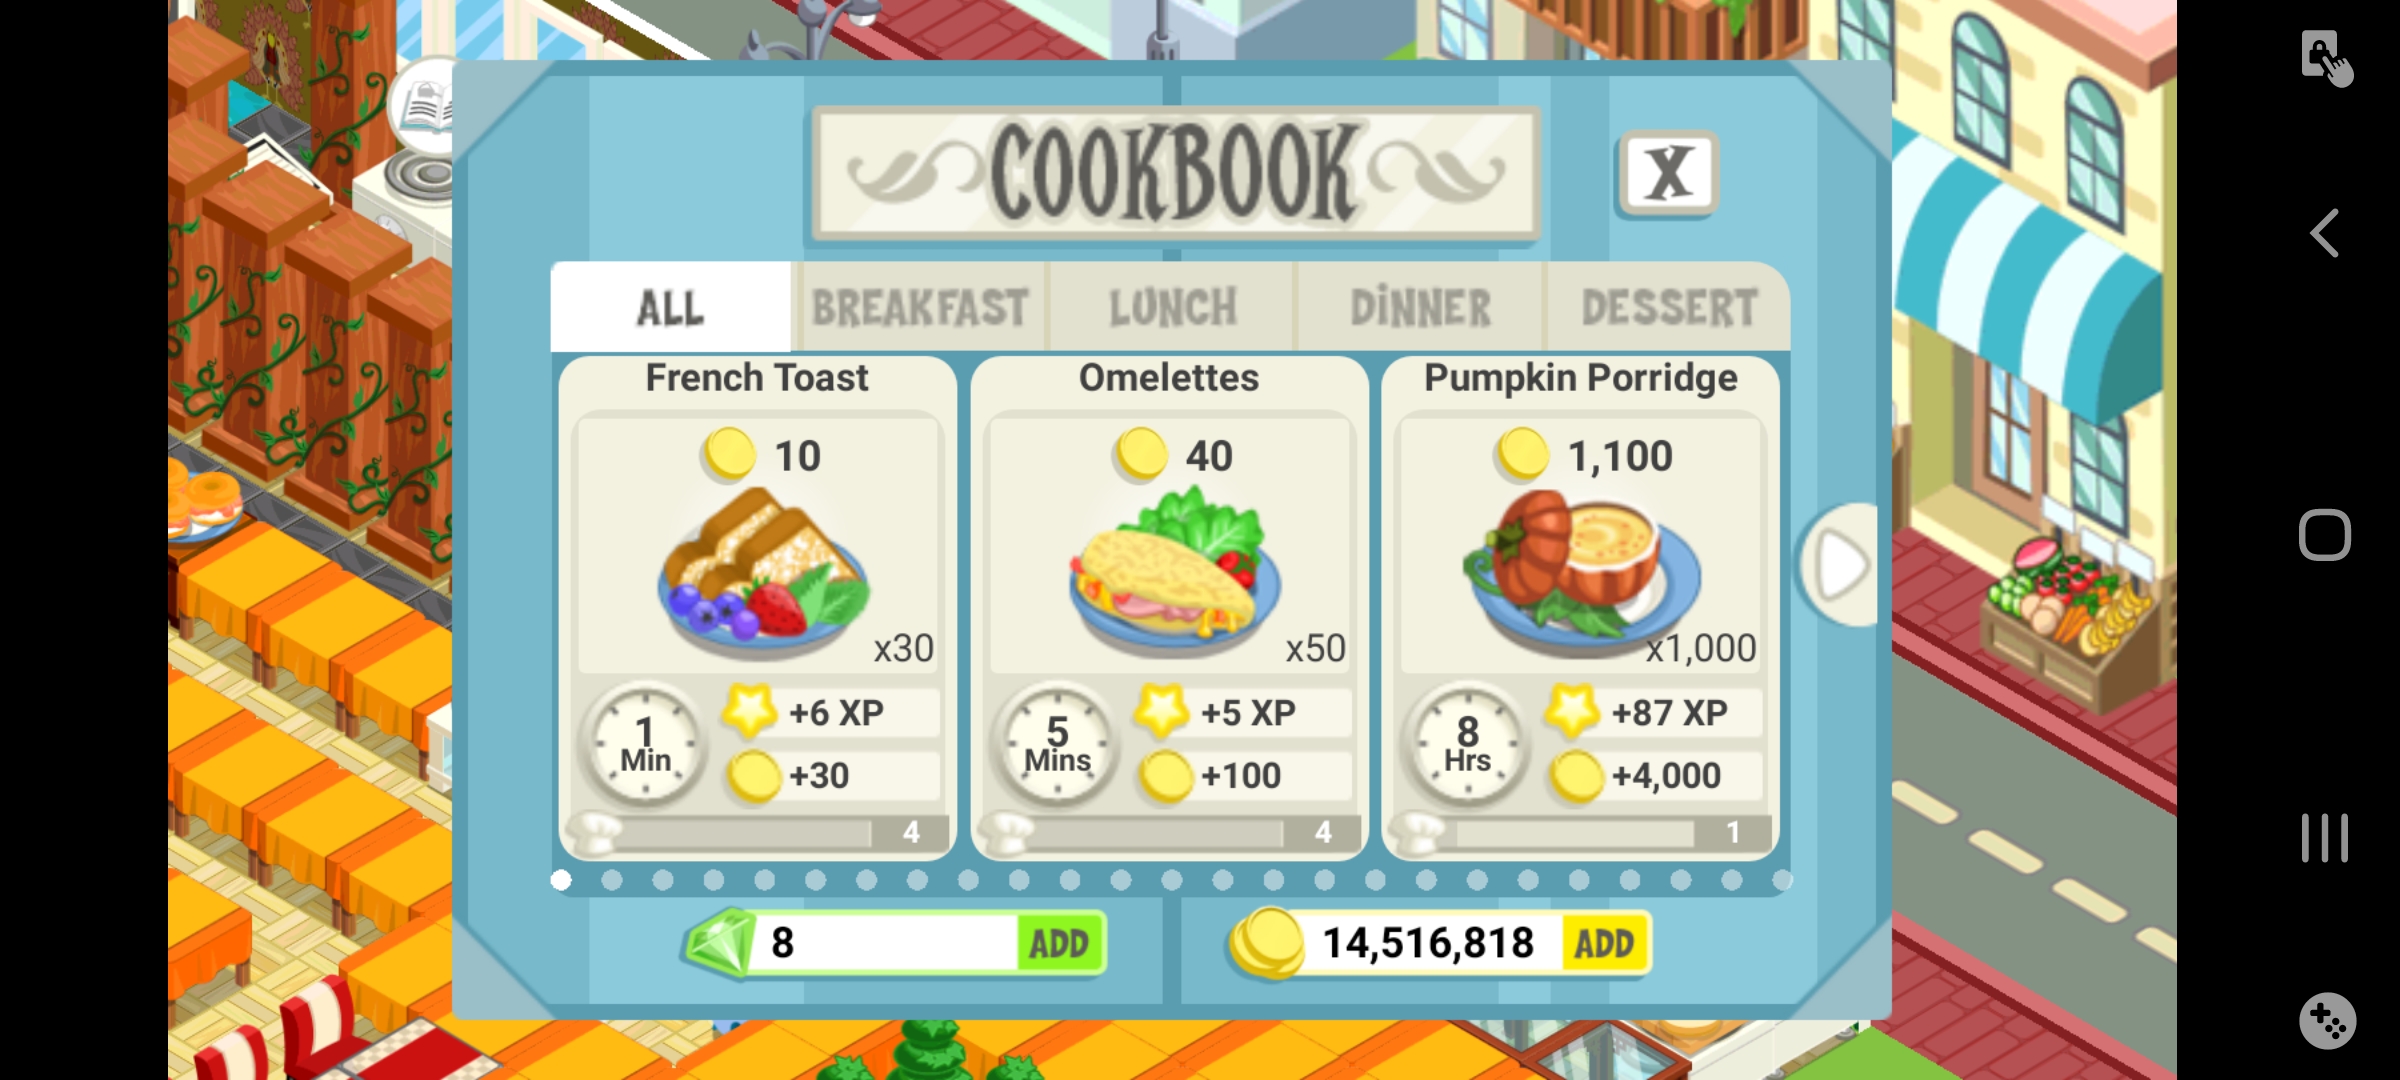 COOKBOOK
X
ALL
BREAKFAST
LUNCH
DINNER
DESSERT
French Toast
10
x30
1
Min
+6 XP
+30
4
Omelettes
40
x50
5
Mins
+5 XP
+100
4
Pumpkin Porridge
1,100
x1,000
8
Hrs
+87 XP
+4,000
1
8
ADD
14,516,818
ADD